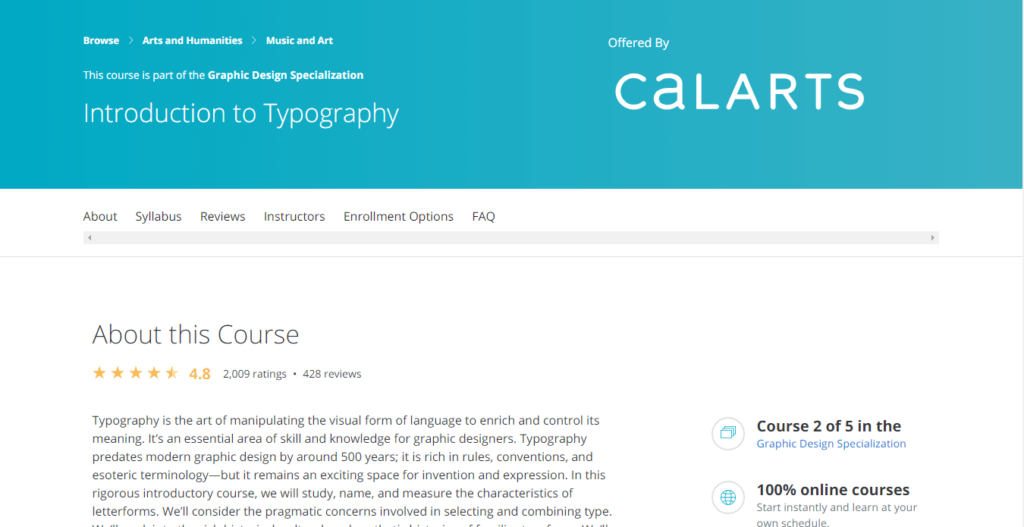 Browse > Arts and Humanities > Music and Art
This course is part of the Graphic Design Specialization
Introduction to Typography
Offered By
CaLARTS
About Syllabus Reviews Instructors Enrollment Options FAQ
About this Course
4.8 2,009 ratings • 428 reviews
Typography is the art of manipulating the visual form of language to enrich and control its
meaning. It’s an essential area of skill and knowledge for graphic designers. Typography
predates modern graphic design by around 500 years; it is rich in rules, conventions, and
esoteric terminology—but it remains an exciting space for invention and expression. In this
rigorous introductory course, we will study, name, and measure the characteristics of
letterforms. We’ll consider the pragmatic concerns involved in selecting and combining type.
Course 2 of 5 in the
Graphic Design Specialization
100% online courses
Start instantly and learn at your
own schedule.